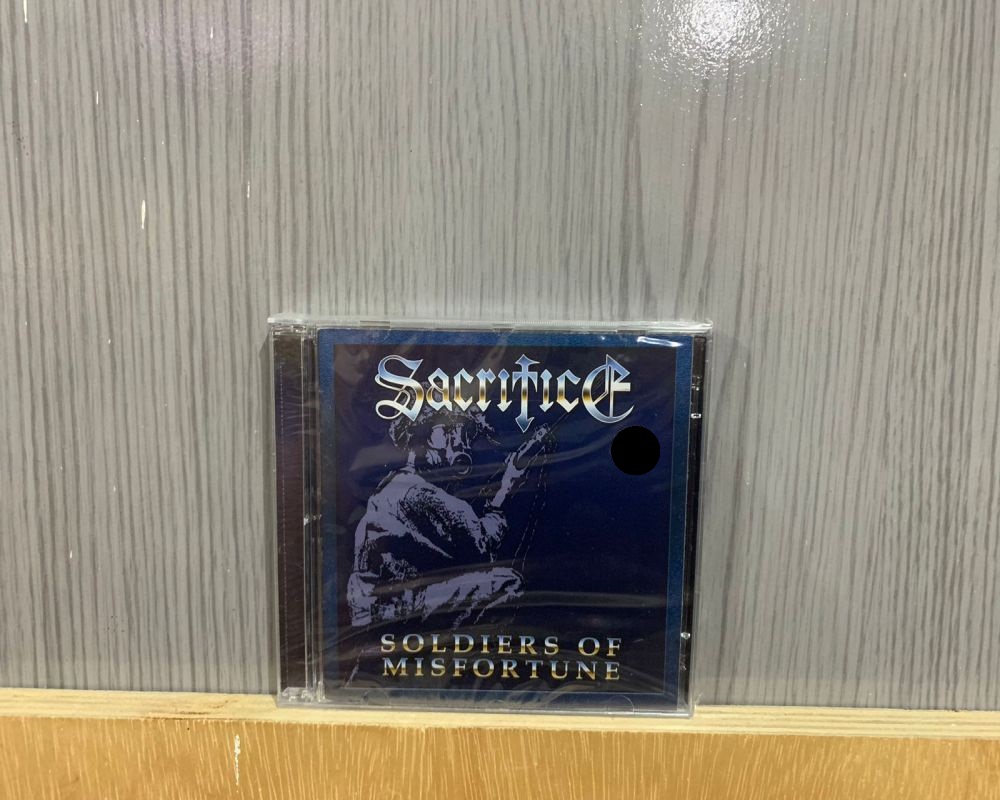 Sacrifice
SOLDIERS OF
MISFORTUNE